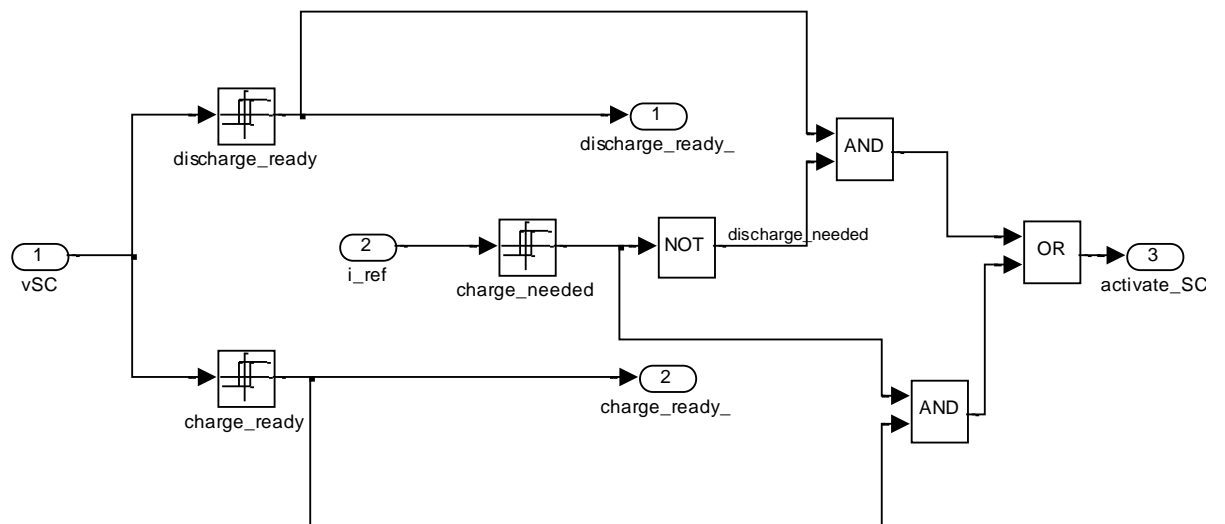 1
discharge_ready_
discharge_ready
AND
2
i_ref
charge_needed
NOT
discharge_needed
1
vSC
OR
3
activate_SC
charge_ready
2
charge_ready_
AND